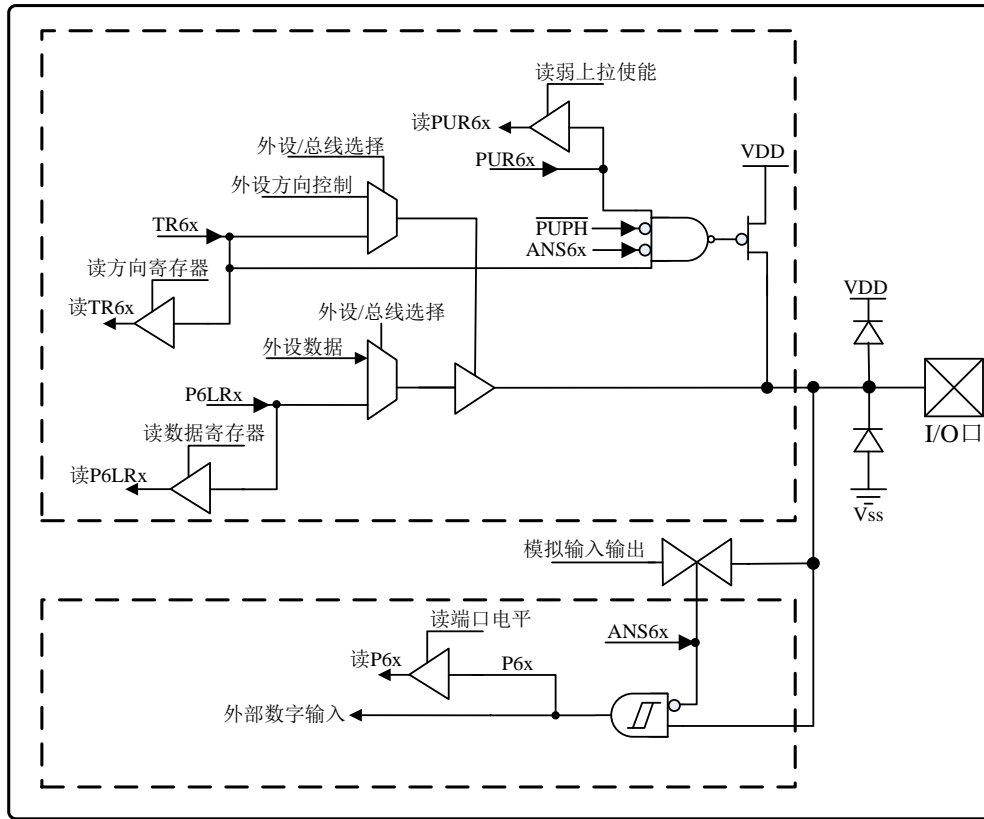 读弱上拉使能
读PUR6x
外设/总线选择
PUR6x
VDD
外设方向控制
TR6x
PUPH
ANS6x
读方向寄存器
读TR6x
外设/总线选择
VDD
外设数据
P6LRx
I/O口
读数据寄存器
读P6LRx
Vss
模拟输入输出
读端口电平
ANS6x
读P6x
P6x
外部数字输入